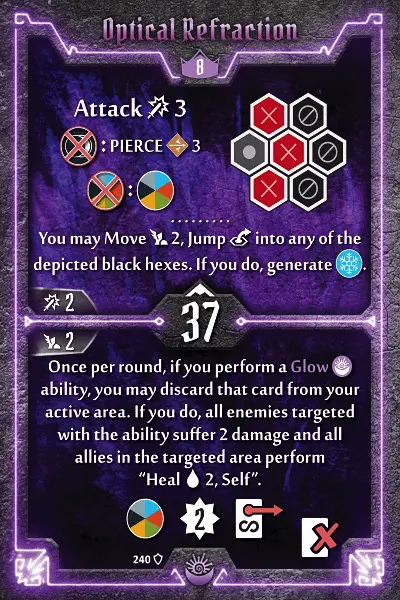 Optical Refraction
8
Attack 3
: PIERCE 3
:
You may Move 2, Jump into any of the
depicted black hexes. If you do, generate .
2
37
2
Once per round, if you perform a Glow
ability, you may discard that card from your
active area. If you do, all enemies targeted
with the ability suffer 2 damage and all
allies in the targeted area perform
“Heal 2, Self”.
2
S
240